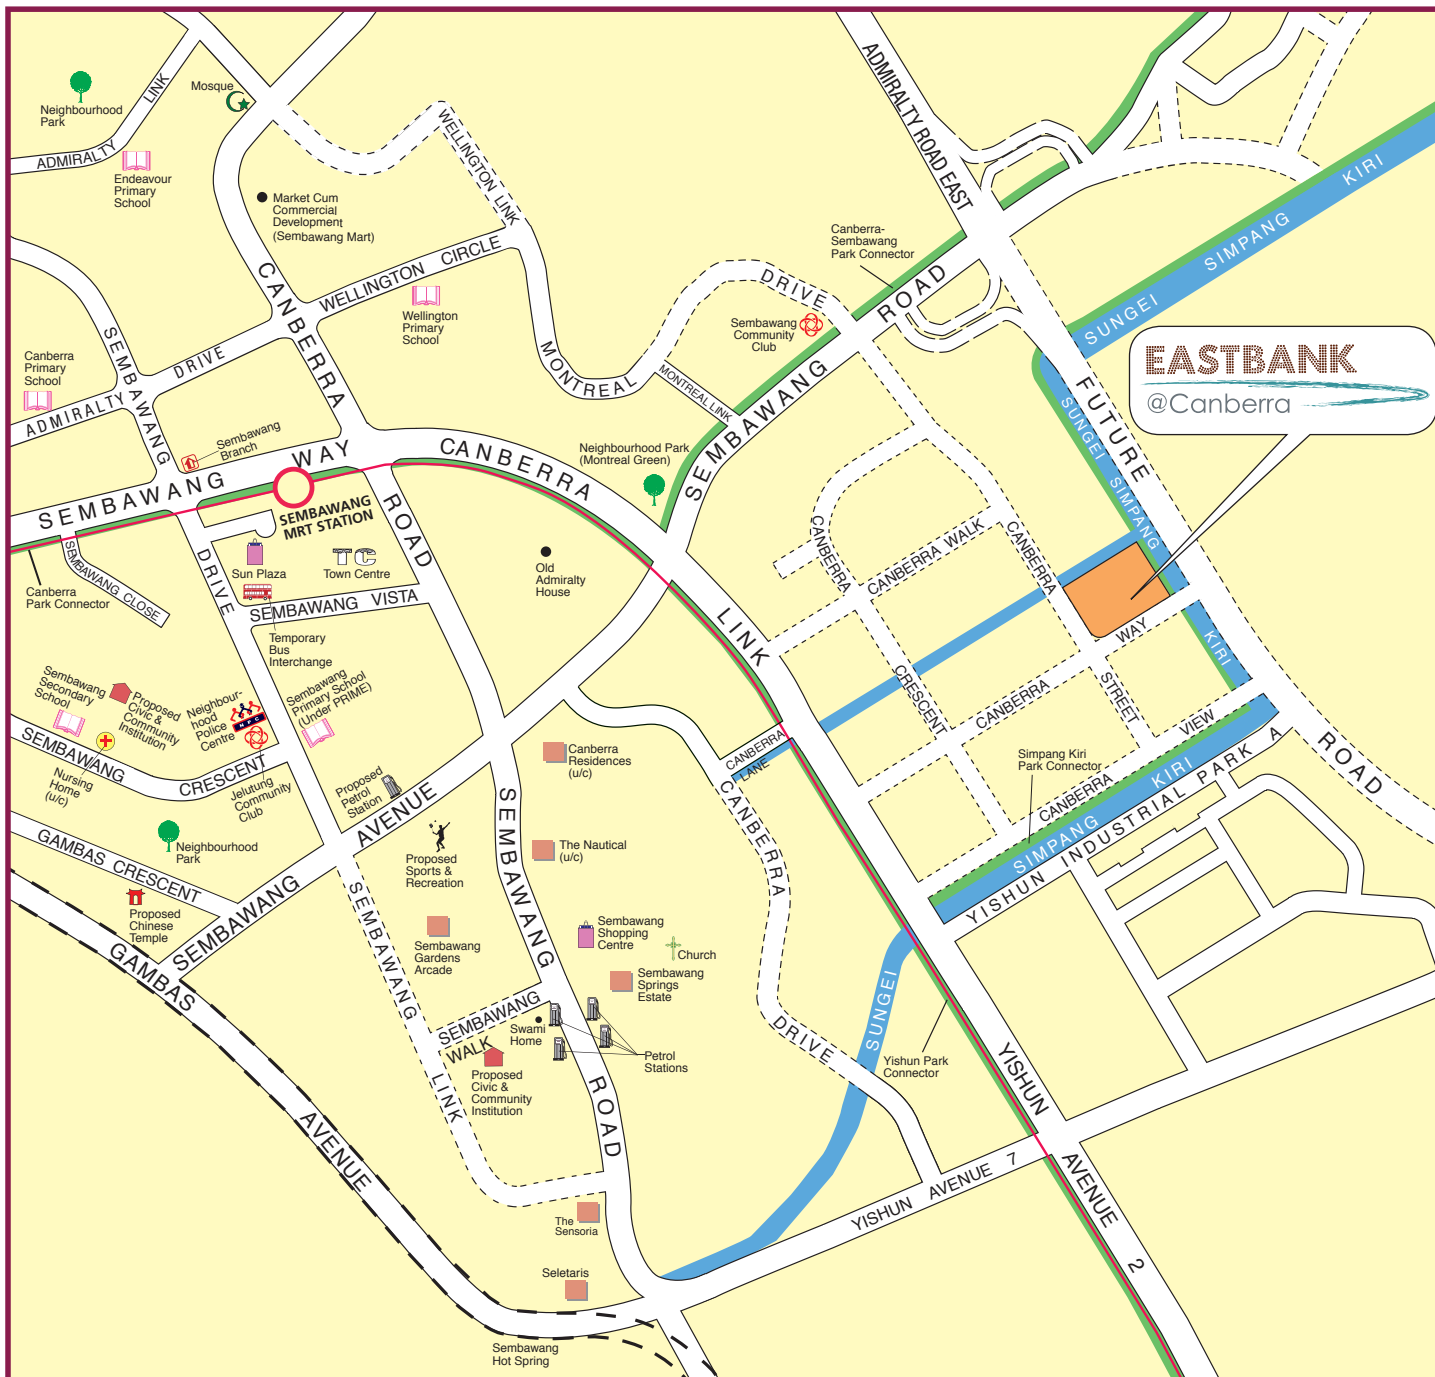 Neighbourhood
Park
ADMIRALTY
LINK
Mosque
Endeavour
Primary
School
Market Cum
Commercial
Development
(Sembawang Mart)
WELLINGTON LINK
WELLINGTON CIRCLE
Wellington
Primary
School
CANBERRA
WAY
ROAD
SEMBAWANG
DRIVE
Canberra
Primary
School
ADMIRALTY
DRIVE
Sembawang
Branch
SEMBAWANG
SEMBAWANG
MRT STATION
CANBERRA
LINK
MONTREAL
DRIVE
MONTREAL LINK
Sembawang
Community
Club
Canberra-
Sembawang
Park Connector
SEMBAWANG
ROAD
ADMIRALTY ROAD EAST
SUNGEI
SIMPANG
KIRI
EASTBANK
@Canberra
FUTURE
ROAD
SUNGEI
SIMPANG
KIRI
Neighbourhood Park
(Montreal Green)
Old
Admiralty
House
Sun Plaza
TC
Town Centre
SEMBAWANG VISTA
Temporary
Bus
Interchange
SEMBAWANG CLOSE
Canberra
Park Connector
Sembawang
Secondary
School
Proposed
Civic &
Community
Institution
Neighbour-
hood
Police
Centre
NPC
Sembawang
Primary School
(Under PRIME)
SEMBAWANG
CRESCENT
Nursing
Home
(u/c)
Jelutung
Community
Club
Proposed
Petrol
Station
GAMBAS CRESCENT
Neighbourhood
Park
Proposed
Chinese
Temple
SEMBAWANG
AVENUE
GAMBAS
AVENUE
Proposed
Sports &
Recreation
Sembawang
Gardens
Arcade
SEMBAWANG
LINK
SEMBAWANG
WALK
Swami
Home
Proposed
Civic &
Community
Institution
Canberra
Residences
(u/c)
The Nautical
(u/c)
SEMBAWANG
ROAD
Sembawang
Shopping
Centre
Church
Sembawang
Springs
Estate
Petrol
Stations
The
Sensoria
Seletaris
Sembawang
Hot Spring
CANBERRA
LANE
CANBERRA
DRIVE
CANBERRA
CRESCENT
CANBERRA WALK
CANBERRA
STREET
CANBERRA
WAY
CANBERRA
VIEW
Simpang Kiri
Park Connector
SIMPANG
KIRI
YISHUN INDUSTRIAL PARK A
SUNGEI
Yishun Park
Connector
YISHUN
AVENUE
2
YISHUN AVENUE 7